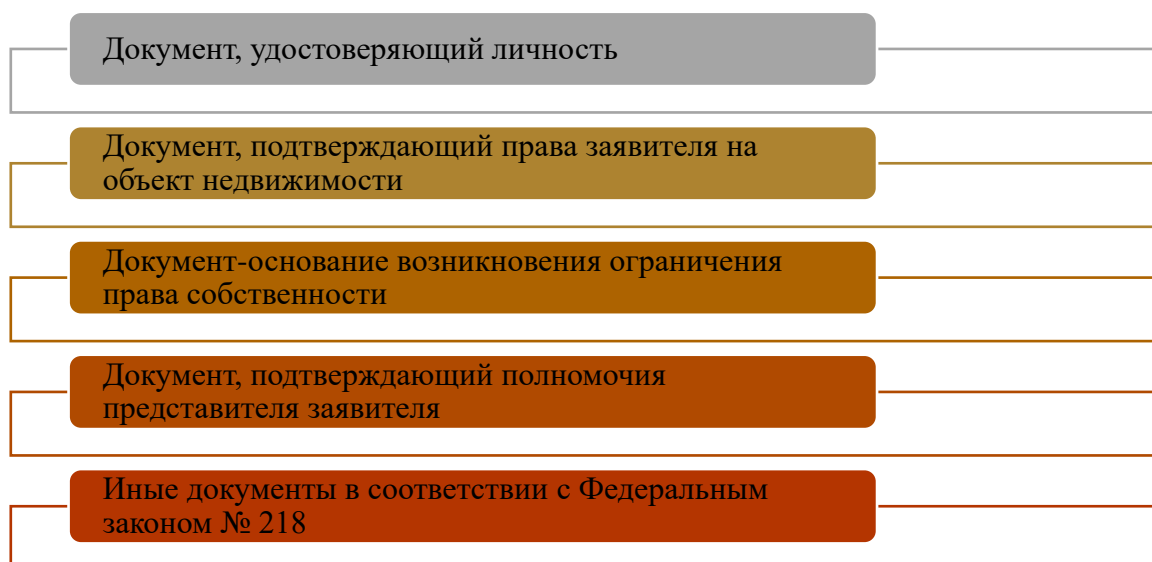 Документ, удостоверяющий личность
Документ, подтверждающий права заявителя на
объект недвижимости
Документ-основание возникновения ограничения
права собственности
Документ, подтверждающий полномочия
представителя заявителя
Иные документы в соответствии с Федеральным
законом № 218